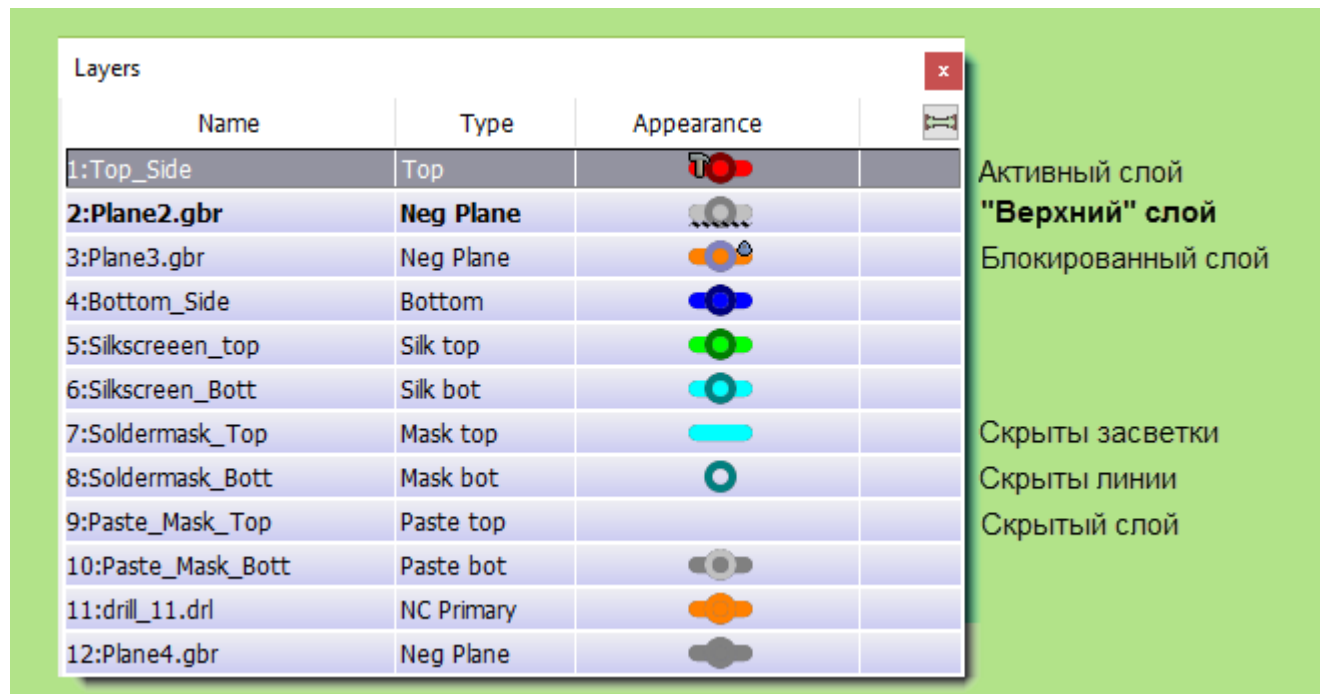 Layers x
Name Type Appearance
1:Top_Side Top Активный слой
2:Plane2.gbr Neg Plane "Верхний" слой
3:Plane3.gbr Neg Plane Блокированный слой
4:Bottom_Side Bottom
5:Silkscreeen_top Silk top
6:Silkscreen_Bott Silk bot
7:Soldermask_Top Mask top Скрыты засветки
8:Soldermask_Bott Mask bot Скрыты линии
9:Paste_Mask_Top Paste top Скрытый слой
10:Paste_Mask_Bott Paste bot
11:drill_11.drl NC Primary
12:Plane4.gbr Neg Plane